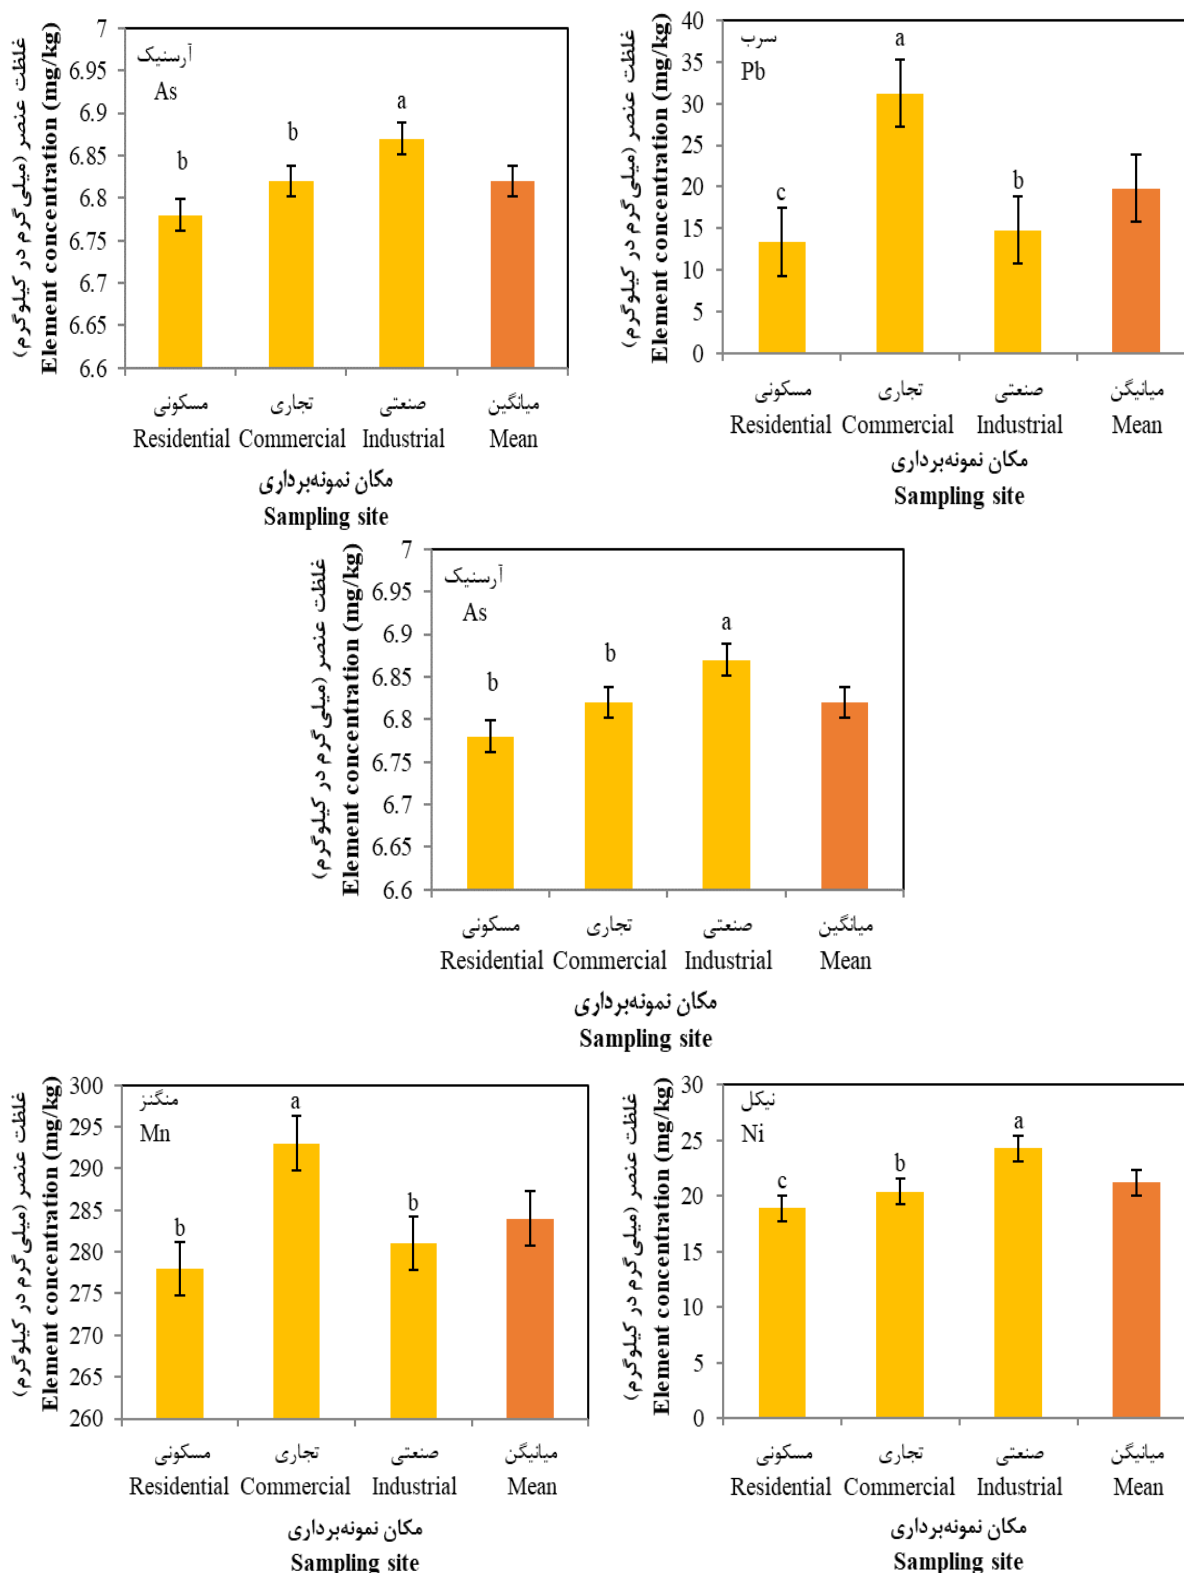 غلظت عنصر (میلی‌گرم در کیلوگرم)
Element concentration (mg/kg)
7
6.95
6.9
6.85
6.8
6.75
6.7
6.65
6.6
آرسنیک
As
b
b
a
مسکونی
تجاری
صنعتی
میانگین
Residential
Commercial
Industrial
Mean
مکان نمونه‌برداری
Sampling site
غلظت عنصر (میلی‌گرم در کیلوگرم)
Element concentration (mg/kg)
40
35
30
25
20
15
10
5
0
سرب
Pb
c
a
b
مسکونی
تجاری
صنعتی
میانیگن
Residential
Commercial
Industrial
Mean
مکان نمونه‌برداری
Sampling site
غلظت عنصر (میلی‌گرم در کیلوگرم)
Element concentration (mg/kg)
7
6.95
6.9
6.85
6.8
6.75
6.7
6.65
6.6
آرسنیک
As
b
b
a
مسکونی
تجاری
صنعتی
میانگین
Residential
Commercial
Industrial
Mean
مکان نمونه‌برداری
Sampling site
غلظت عنصر (میلی‌گرم در کیلوگرم)
Element concentration (mg/kg)
300
295
290
285
280
275
270
265
260
منگنز
Mn
b
a
b
مسکونی
تجاری
صنعتی
میانیگن
Residential
Commercial
Industrial
Mean
مکان نمونه‌برداری
Sampling site
غلظت عنصر (میلی‌گرم در کیلوگرم)
Element concentration (mg/kg)
30
25
20
15
10
5
0
نیکل
Ni
c
b
a
مسکونی
تجاری
صنعتی
میانیگن
Residential
Commercial
Industrial
Mean
مکان نمونه‌برداری
Sampling site